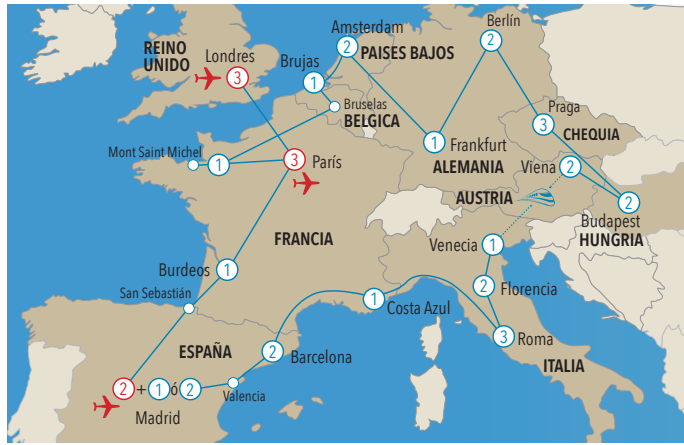 Amsterdam
Berlín
REINO
UNIDO
Londres
2
2
PAISES BAJOS
3
Brujas
1
Bruselas
BELGICA
Praga
3
CHEQUIA
Mont Saint Michel
1
3
París
1
Frankfurt
ALEMANIA
Viena
2
AUSTRIA
2
Budapest
HUNGRIA
FRANCIA
Venecia
1
Burdeos
1
2
Florencia
San Sebastián
1
Costa Azul
3
Roma
ESPAÑA
2
Barcelona
ITALIA
2 + 1 ó 2
Valencia
Madrid